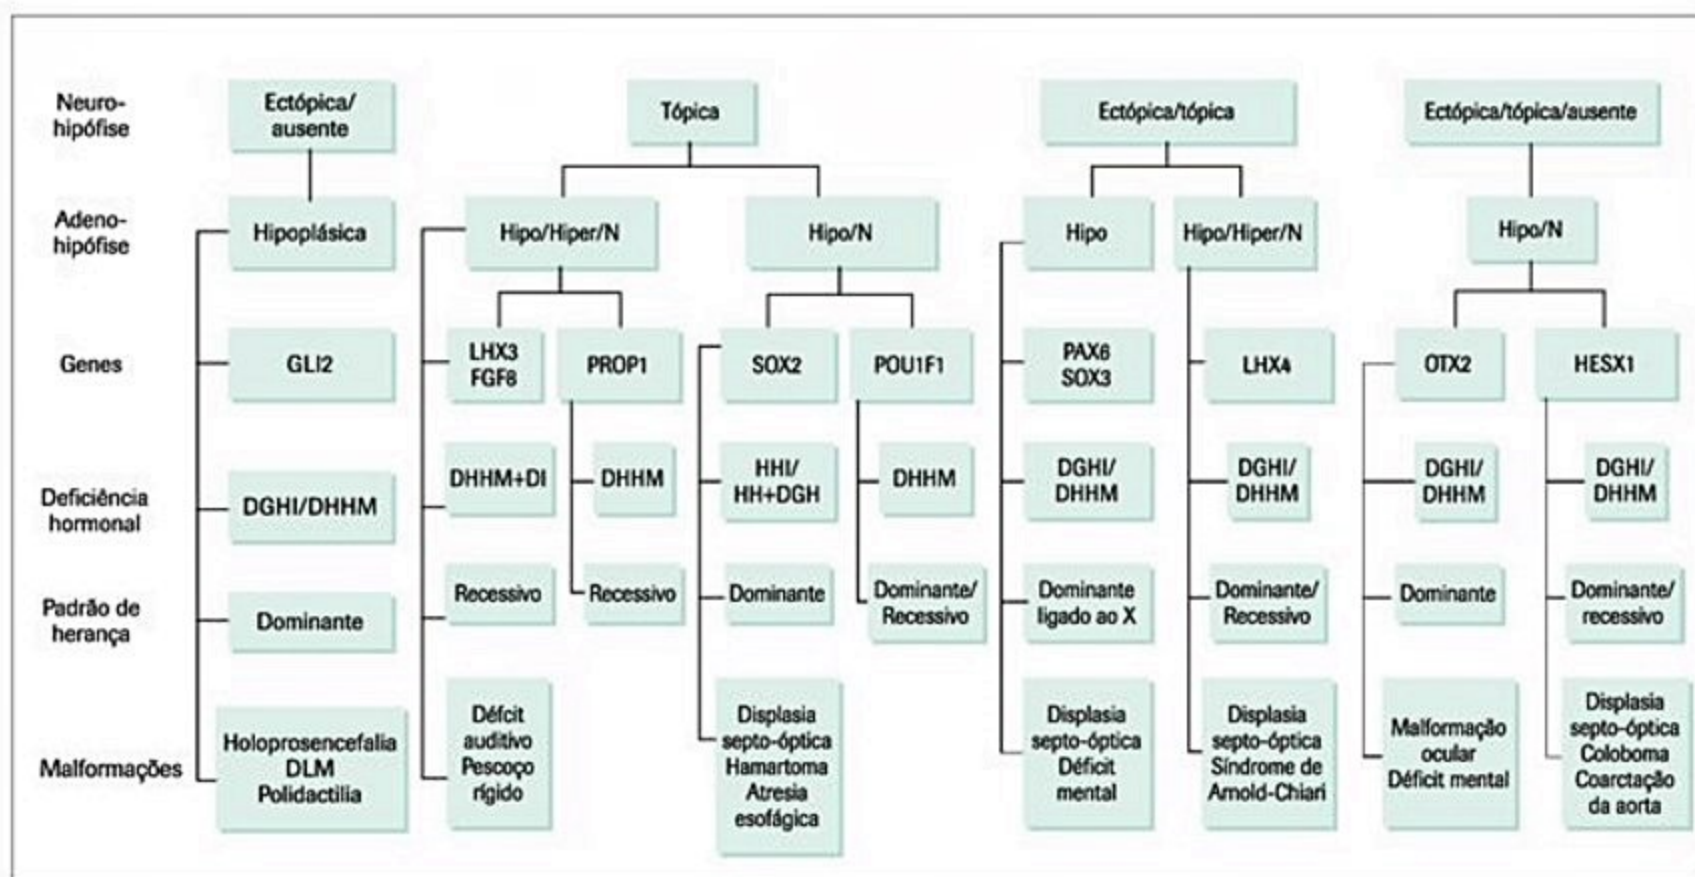 Neuro-
hipófise
Ectópica/
ausente
Tópica
Ectópica/tópica
Ectópica/tópica/ausente
Adeno-
hipófise
Hipoplásica
Hipo/Hiper/N
Hipo/N
Hipo
Hipo/Hiper/N
Hipo/N
Genes
GLI2
LHX3
FGF8
PROP1
SOX2
POU1F1
PAX6
SOX3
LHX4
OTX2
HESX1
Deficiência
hormonal
DGHI/DHHM
DHHM+DI
DHHM
HHI/
HH+DGH
DHHM
DGHI/
DHHM
DGHI/
DHHM
DGHI/
DHHM
DGHI/
DHHM
Padrão de
herança
Dominante
Recessivo
Recessivo
Dominante
Dominante/
Recessivo
Dominante
ligado ao X
Dominante/
Recessivo
Dominante
Dominante/
recessivo
Malformações
Holoprosencefalia
DLM
Polidactilia
Défcit
auditivo
Pescoço
rígido
Displasia
septo-óptica
Hamartoma
Atresia
esofágica
Displasia
septo-óptica
Déficit
mental
Displasia
septo-óptica
Síndrome de
Arnold-Chiari
Malformação
ocular
Déficit mental
Displasia
septo-óptica
Coloboma
Coarctação
da aorta